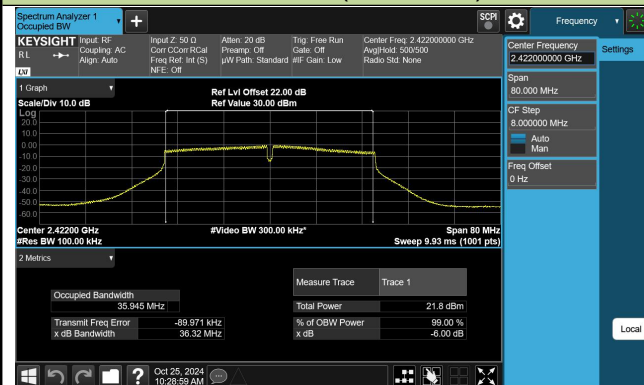 Spectrum Analyzer 1
Occupied BW
SCPI
Frequency
KEYSIGHT
RL
LXI
Input: RF
Coupling: AC
Align: Auto
Input Z: 50 Ω
Corr CCorr RCal
Freq Ref: Int (S)
NFE: Off
Atten: 20 dB
Preamp: Off
µW Path: Standard
Trig: Free Run
Gate: Off
#IF Gain: Low
Center Freq: 2.422000000 GHz
Avg|Hold: 500/500
Radio Std: None
1 Graph
Scale/Div 10.0 dB
Ref Lvl Offset 22.00 dB
Ref Value 30.00 dBm
Log
20.0
10.0
0.00
-10.0
-20.0
-30.0
-40.0
-50.0
-60.0
Center 2.42200 GHz
#Res BW 100.00 kHz
#Video BW 300.00 kHz*
Span 80 MHz
Sweep 9.93 ms (1001 pts)
2 Metrics
Measure Trace Trace 1
Occupied Bandwidth
35.945 MHz
Total Power 21.8 dBm
Transmit Freq Error -89.971 kHz
% of OBW Power 99.00 %
x dB Bandwidth 36.32 MHz
x dB -6.00 dB
Oct 25, 2024
10:28:59 AM
Center Frequency
2.422000000 GHz
Settings
Span
80.000 MHz
CF Step
8.000000 MHz
Auto
Man
Freq Offset
0 Hz
Local